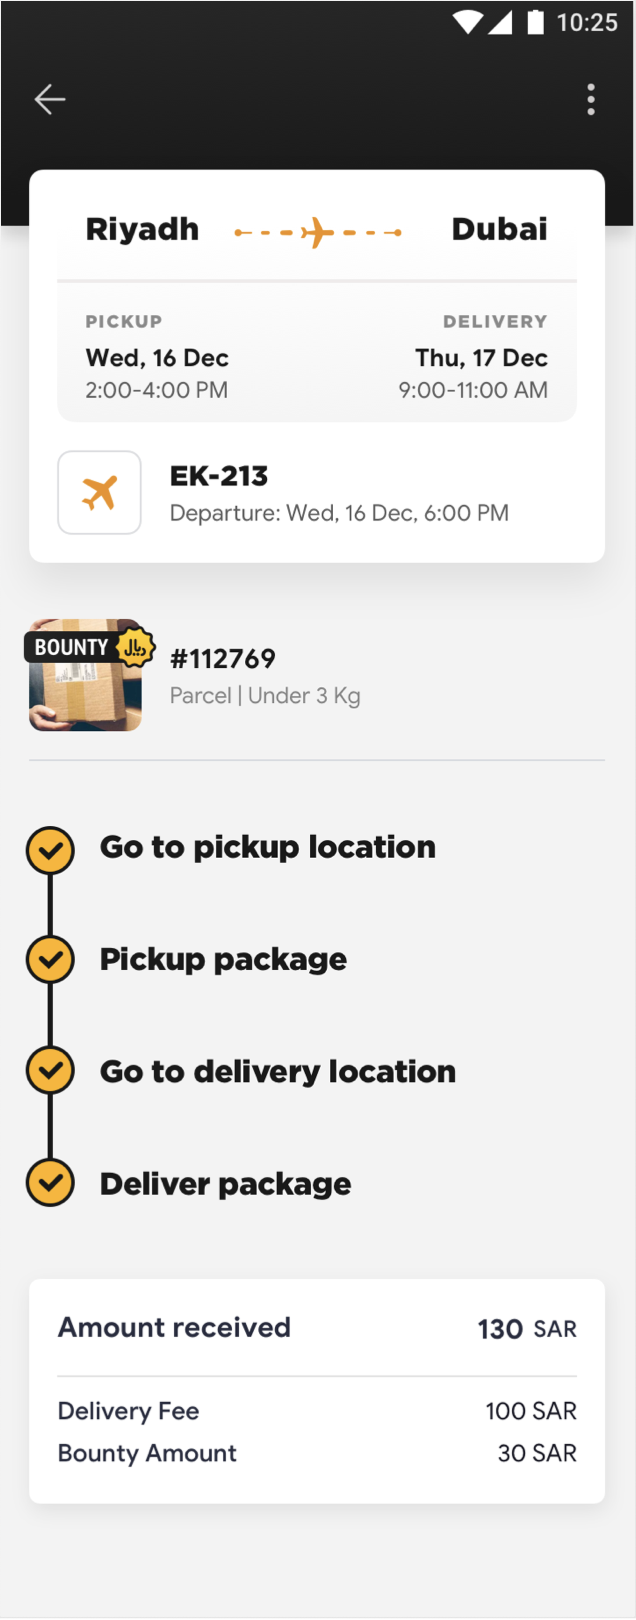 10:25
Riyadh Dubai
PICKUP DELIVERY
Wed, 16 Dec Thu, 17 Dec
2:00-4:00 PM 9:00-11:00 AM
EK-213
Departure: Wed, 16 Dec, 6:00 PM
BOUNTY ريال
#112769
Parcel | Under 3 Kg
Go to pickup location
Pickup package
Go to delivery location
Deliver package
Amount received 130 SAR
Delivery Fee 100 SAR
Bounty Amount 30 SAR